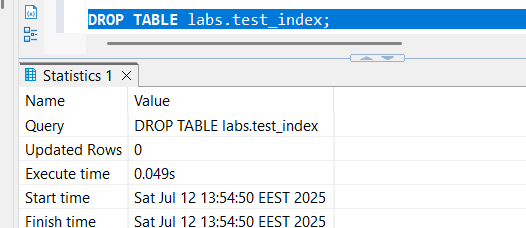 DROP TABLE labs.test_index;
Statistics 1
Name Value
Query DROP TABLE labs.test_index
Updated Rows 0
Execute time 0.049s
Start time Sat Jul 12 13:54:50 EEST 2025
Finish time Sat Jul 12 13:54:50 EEST 2025